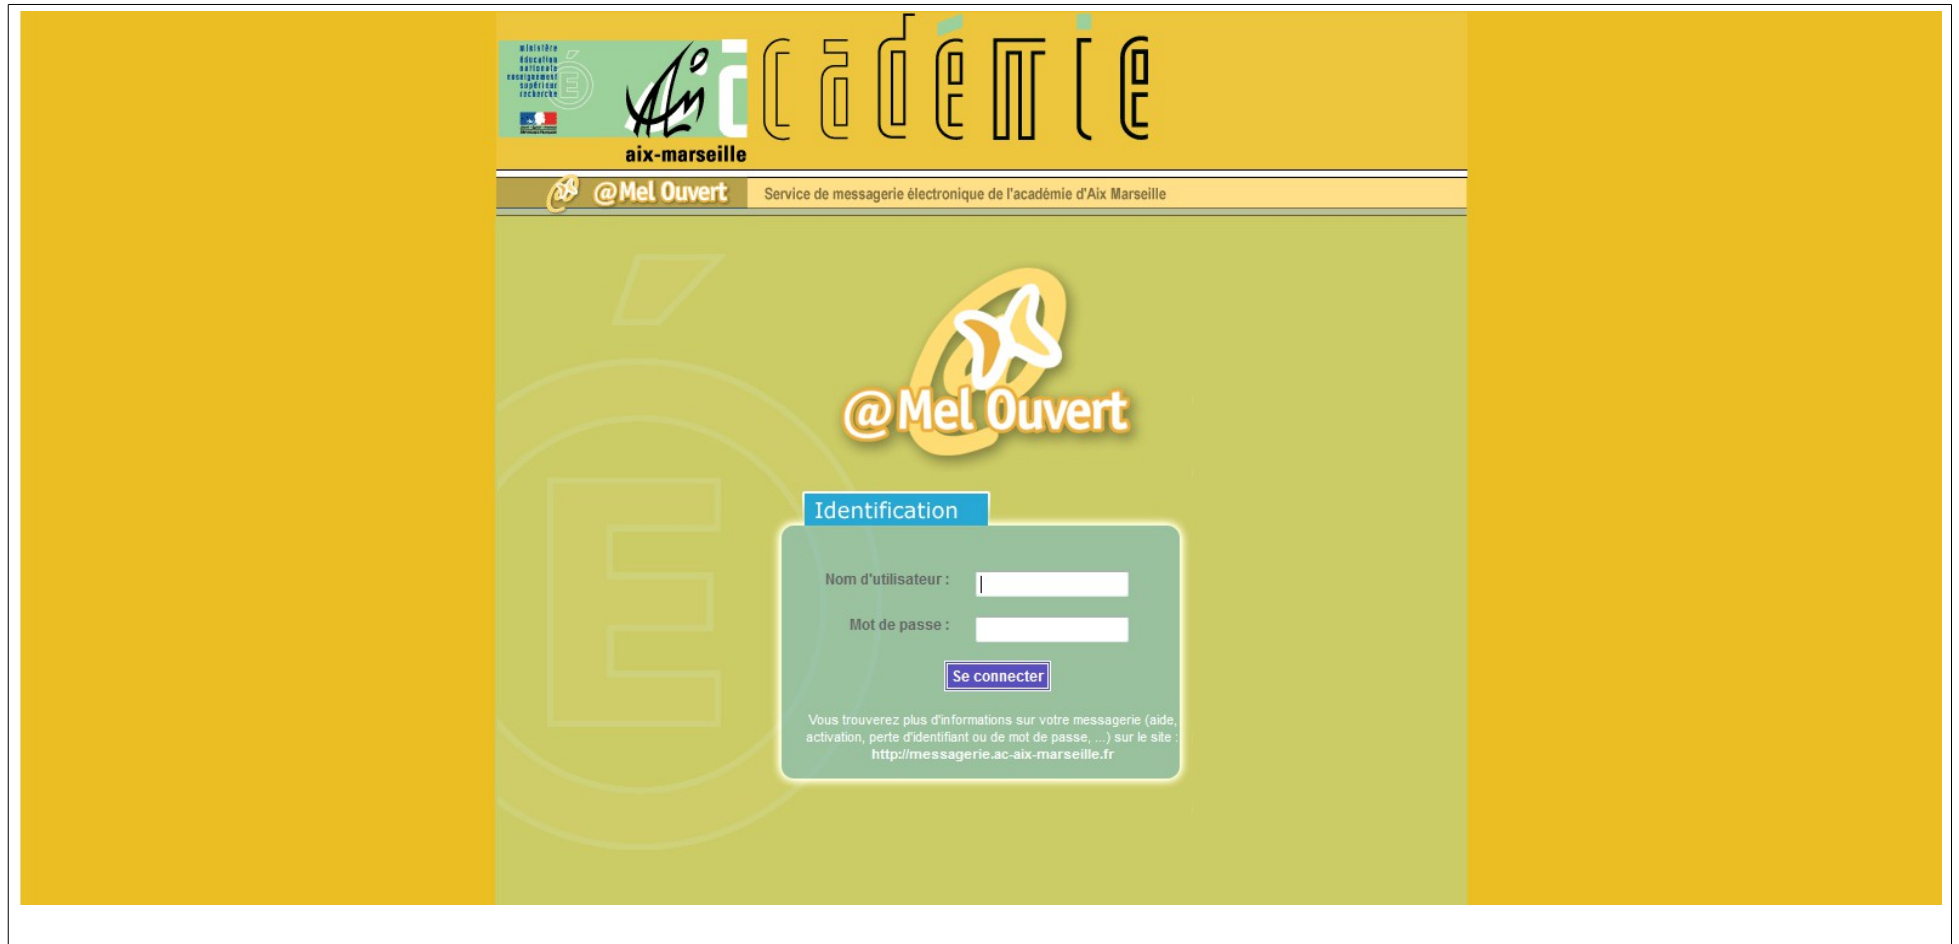 ministère
éducation
nationale
enseignement
supérieur
recherche
É
académie
aix-marseille
@Mel Ouvert
Service de messagerie électronique de l'académie d'Aix Marseille
@Mel Ouvert
Identification
Nom d'utilisateur :
Mot de passe :
Se connecter
Vous trouverez plus d'informations sur votre messagerie (aide,
activation, perte d'identifiant ou de mot de passe, ...) sur le site :
http://messagerie.ac-aix-marseille.fr
É